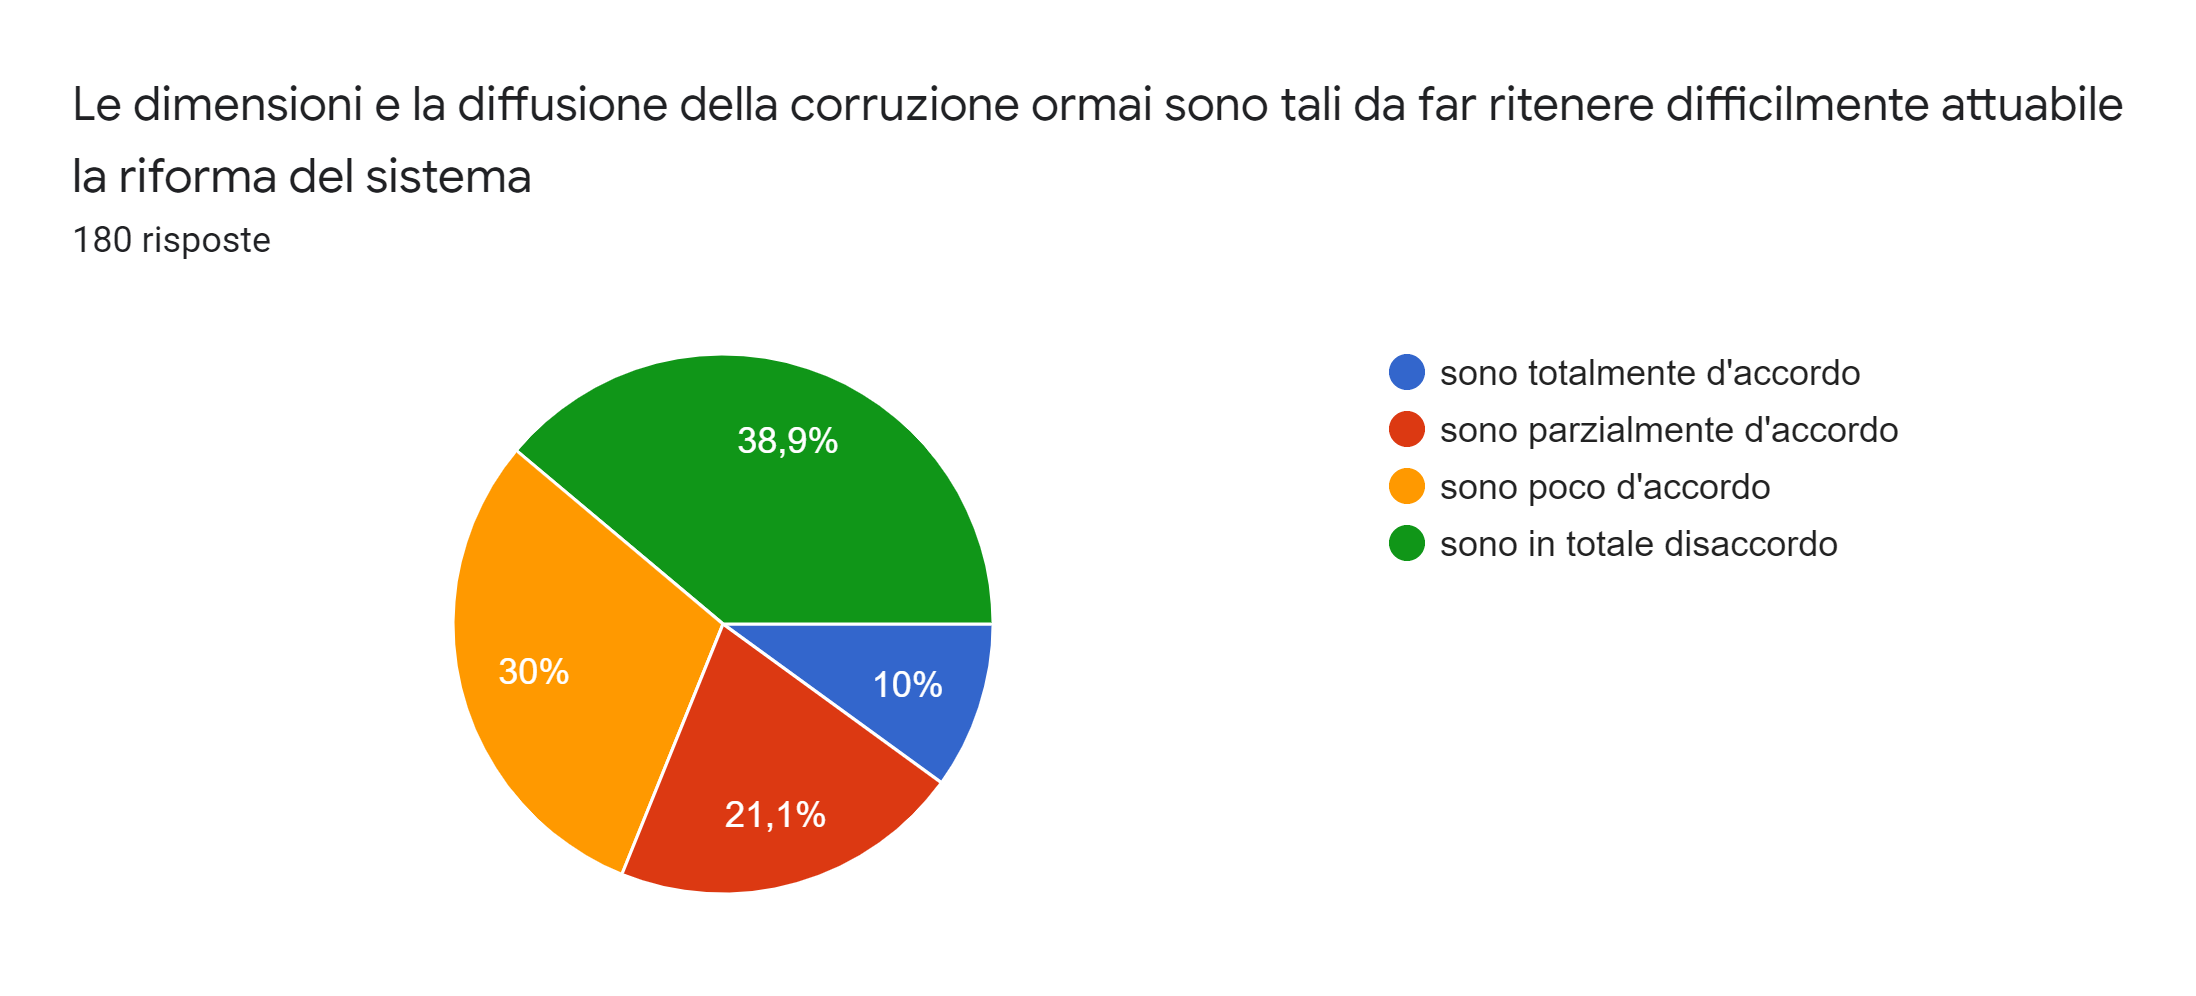 Le dimensioni e la diffusione della corruzione ormai sono tali da far ritenere difficilmente attuabile
la riforma del sistema
180 risposte
38,9%
30%
10%
21,1%
sono totalmente d'accordo
sono parzialmente d'accordo
sono poco d'accordo
sono in totale disaccordo